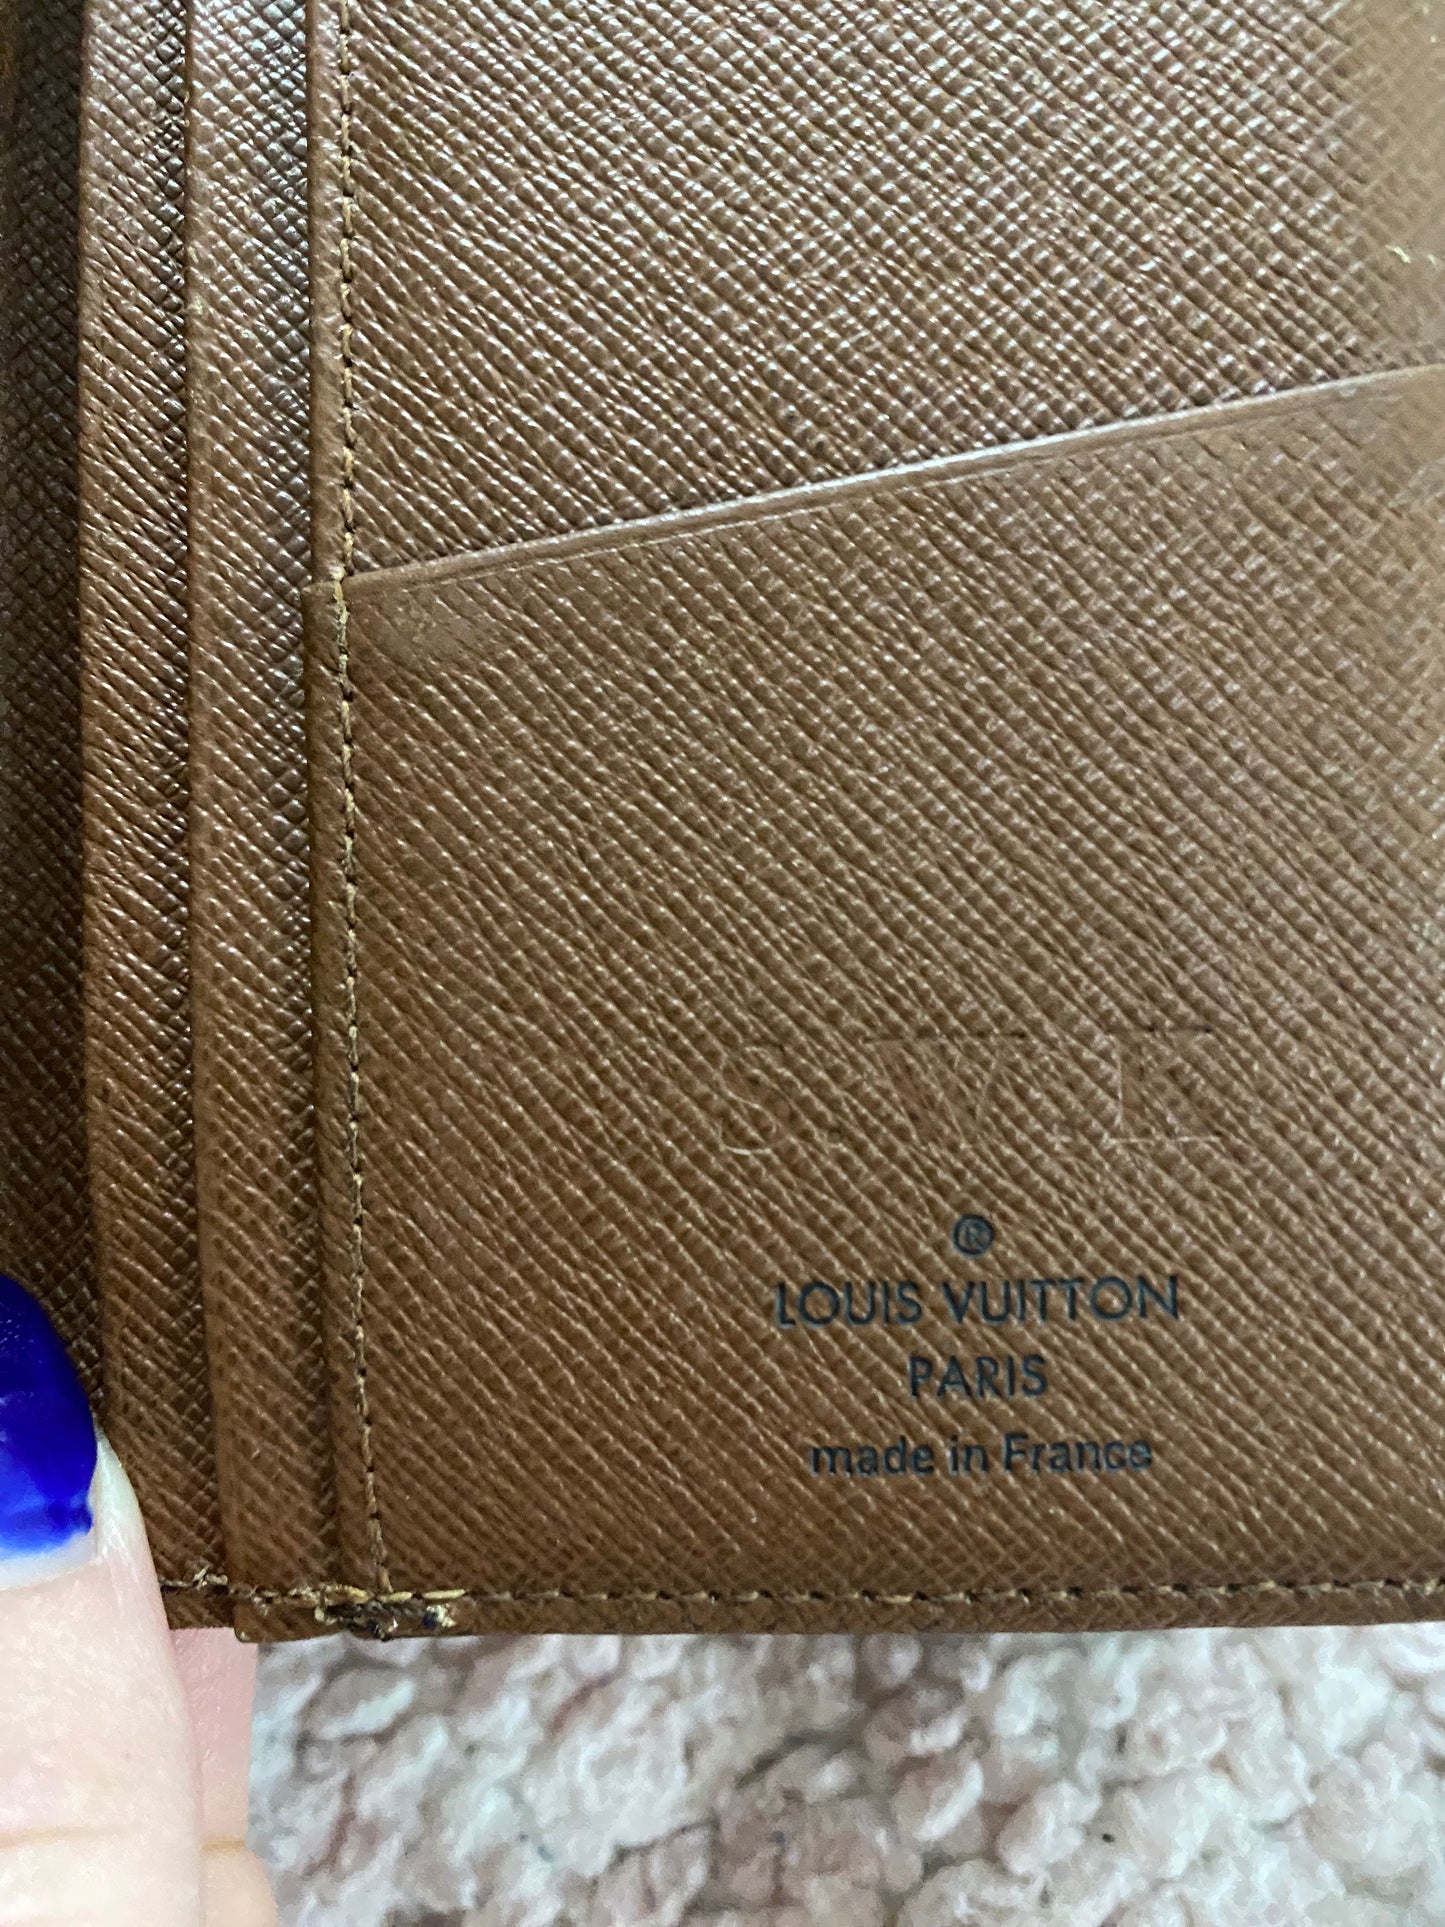 S.V.K
®
LOUIS VUITTON
PARIS
made in France